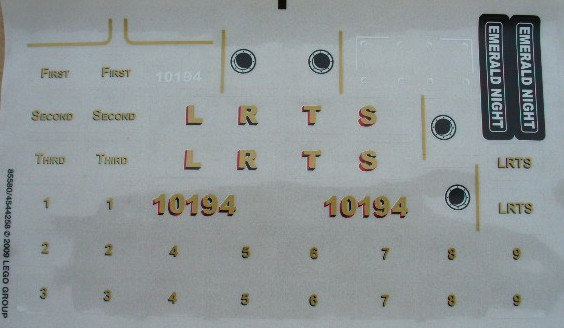 FIRST FIRST 10194
EMERALD NIGHT
EMERALD NIGHT
SECOND SECOND L R T S
THIRD THIRD L R T S LRTS
1 1 10194 10194 LRTS
2 2 4 5 6 7 8 9
3 3 4 5 6 7 8 9
85580/4544258 © 2009 LEGO GROUP